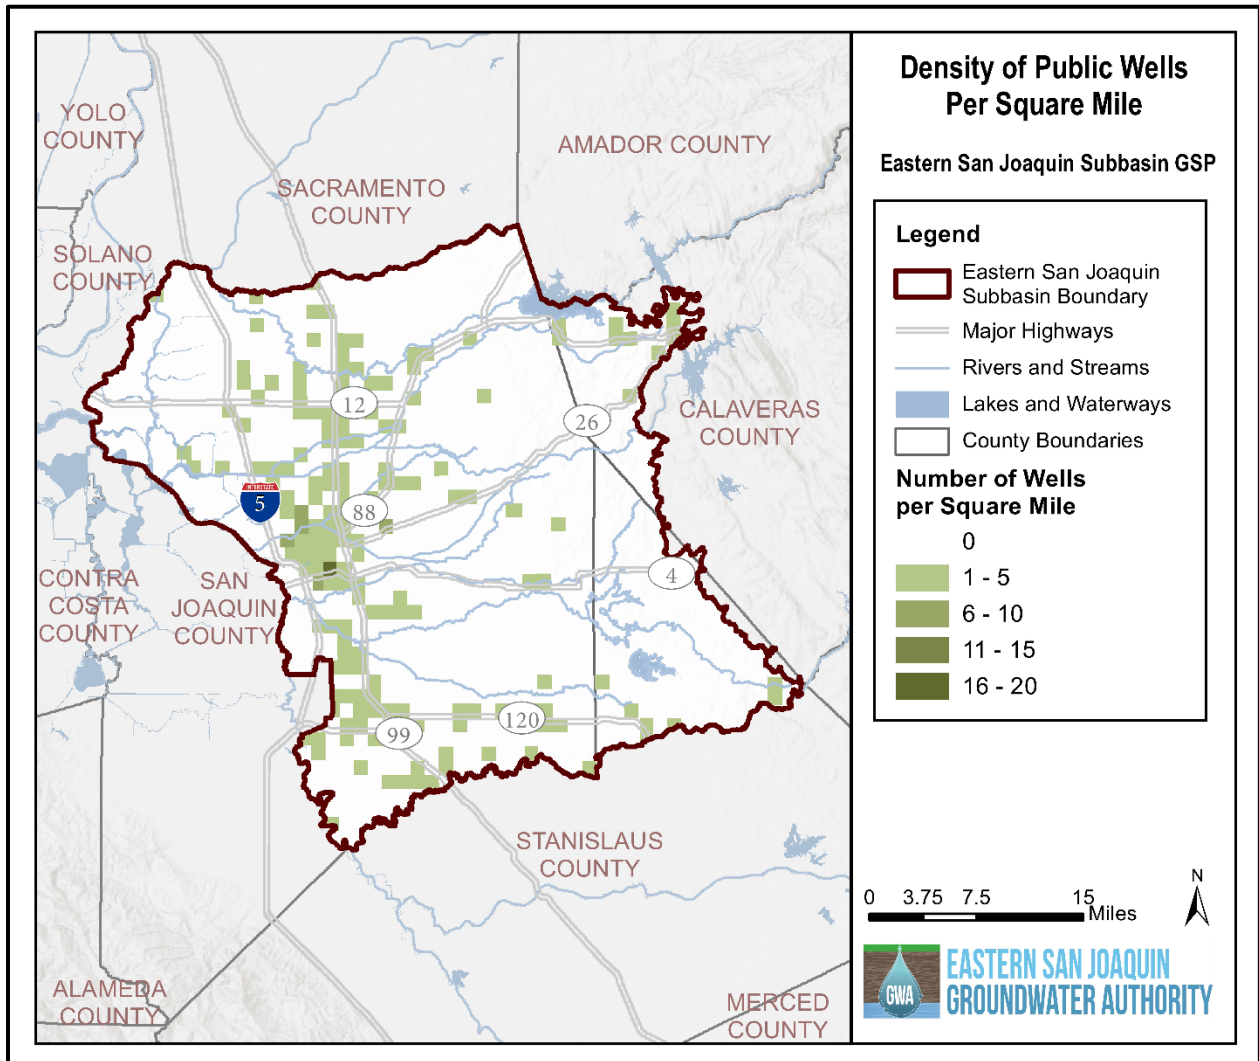 Density of Public Wells
Per Square Mile
Eastern San Joaquin Subbasin GSP
Legend
Eastern San Joaquin
Subbasin Boundary
Major Highways
Rivers and Streams
Lakes and Waterways
County Boundaries
Number of Wells
per Square Mile
0
1 - 5
6 - 10
11 - 15
16 - 20
YOLO
COUNTY
AMADOR COUNTY
SACRAMENTO
COUNTY
SOLANO
COUNTY
12
26
CALAVERAS
COUNTY
INTERSTATE
5
88
4
CONTRA
COSTA
COUNTY
SAN
JOAQUIN
COUNTY
120
99
STANISLAUS
COUNTY
ALAMEDA
COUNTY
MERCED
COUNTY
N
0 3.75 7.5 15
Miles
GWA
EASTERN SAN JOAQUIN
GROUNDWATER AUTHORITY